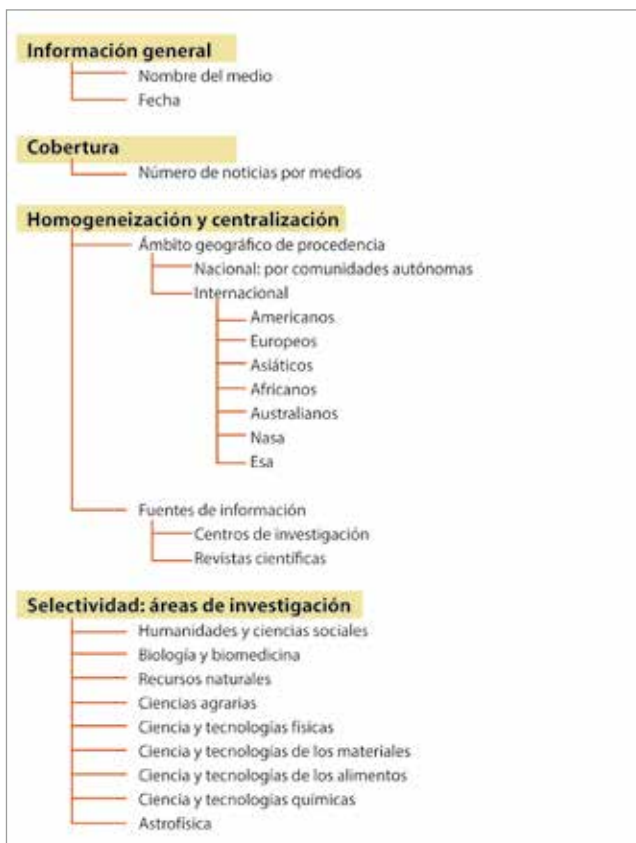 Información general
Nombre del medio
Fecha
Cobertura
Número de noticias por medios
Homogeneización y centralización
Ámbito geográfico de procedencia
Nacional: por comunidades autónomas
Internacional
Americanos
Europeos
Asiáticos
Africanos
Australianos
Nasa
Esa
Fuentes de información
Centros de investigación
Revistas científicas
Selectividad: áreas de investigación
Humanidades y ciencias sociales
Biología y biomedicina
Recursos naturales
Ciencias agrarias
Ciencia y tecnologías físicas
Ciencia y tecnologías de los materiales
Ciencia y tecnologías de los alimentos
Ciencia y tecnologías químicas
Astrofísica